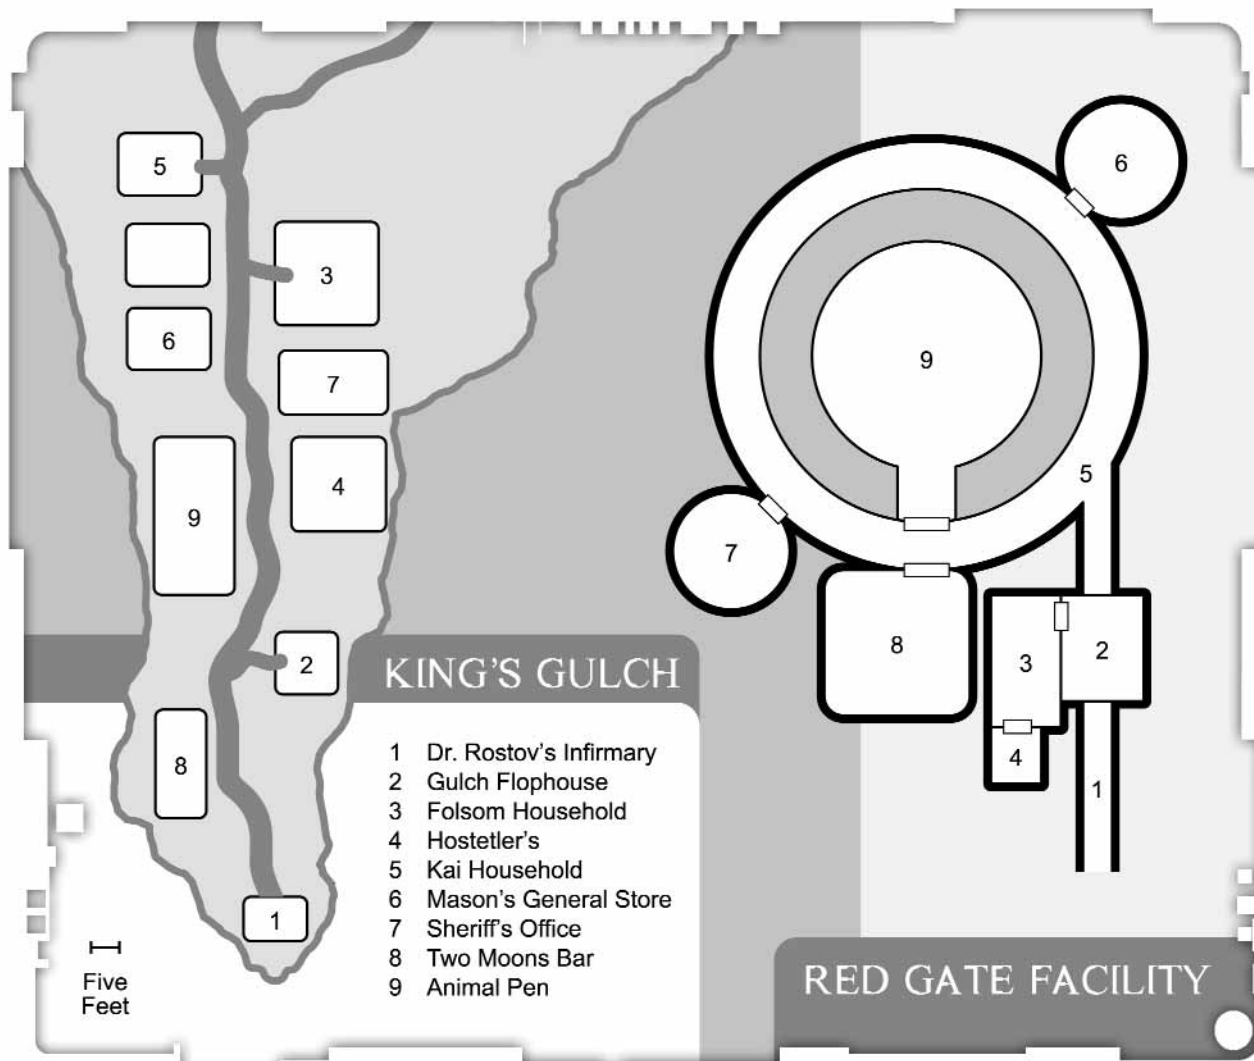 5
3
6
7
9
4
2
8
1
KING'S GULCH
1 Dr. Rostov's Infirmary
2 Gulch Flophouse
3 Folsom Household
4 Hostetler's
5 Kai Household
6 Mason's General Store
7 Sheriff's Office
8 Two Moons Bar
9 Animal Pen
Five
Feet
6
9
5
7
8
3
2
4
1
RED GATE FACILITY